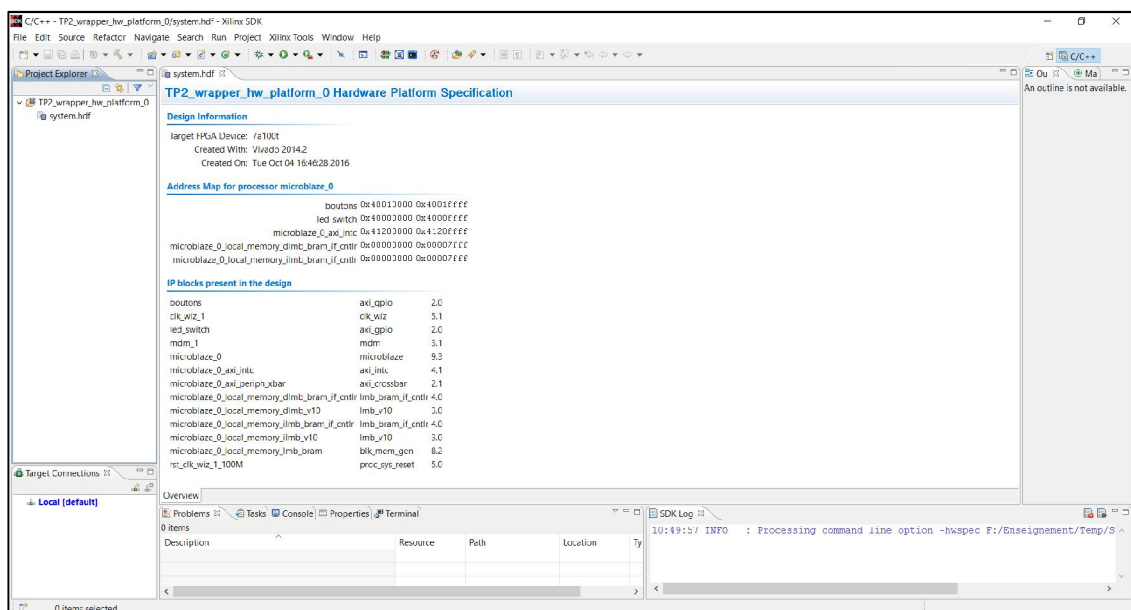 C/C++ - TP2_wrapper_hw_platform_0/system.hdf - Xilinx SDK
File Edit Source Refactor Navigate Search Run Project Xilinx Tools Window Help
C/C++
Project Explorer
TP2_wrapper_hw_platform_0
system.hdf
system.hdf
TP2_wrapper_hw_platform_0 Hardware Platform Specification
Design Information
Target FPGA Device: 7a100t
Created With: Vivado 2014.2
Created On: Tue Oct 04 16:46:28 2016
Address Map for processor microblaze_0
boutons 0x40010000 0x4001ffff
led_switch 0x40000000 0x4000ffff
microblaze_0_axi_intc 0x41200000 0x4120ffff
microblaze_0_local_memory_dlmb_bram_if_cntlr 0x00000000 0x00007fff
microblaze_0_local_memory_ilmb_bram_if_cntlr 0x00000000 0x00007fff
IP blocks present in the design
boutons axi_gpio 2.0
clk_wiz_1 clk_wiz 5.1
led_switch axi_gpio 2.0
mdm_1 mdm 3.1
microblaze_0 microblaze 9.3
microblaze_0_axi_intc axi_intc 4.1
microblaze_0_axi_periph_xbar axi_crossbar 2.1
microblaze_0_local_memory_dlmb_bram_if_cntlr lmb_bram_if_cntlr 4.0
microblaze_0_local_memory_dlmb_v10 lmb_v10 3.0
microblaze_0_local_memory_ilmb_bram_if_cntlr lmb_bram_if_cntlr 4.0
microblaze_0_local_memory_ilmb_v10 lmb_v10 3.0
microblaze_0_local_memory_lmb_bram blk_mem_gen 8.2
rst_clk_wiz_1_100M proc_sys_reset 5.0
Overview
Ou Ma
An outline is not available.
Target Connections
Local [default]
Problems Tasks Console Properties Terminal
0 items
Description Resource Path Location Ty
SDK Log
10:49:57 INFO : Processing command line option -hwspec F:/Enseignement/Temp/S
0 items selected